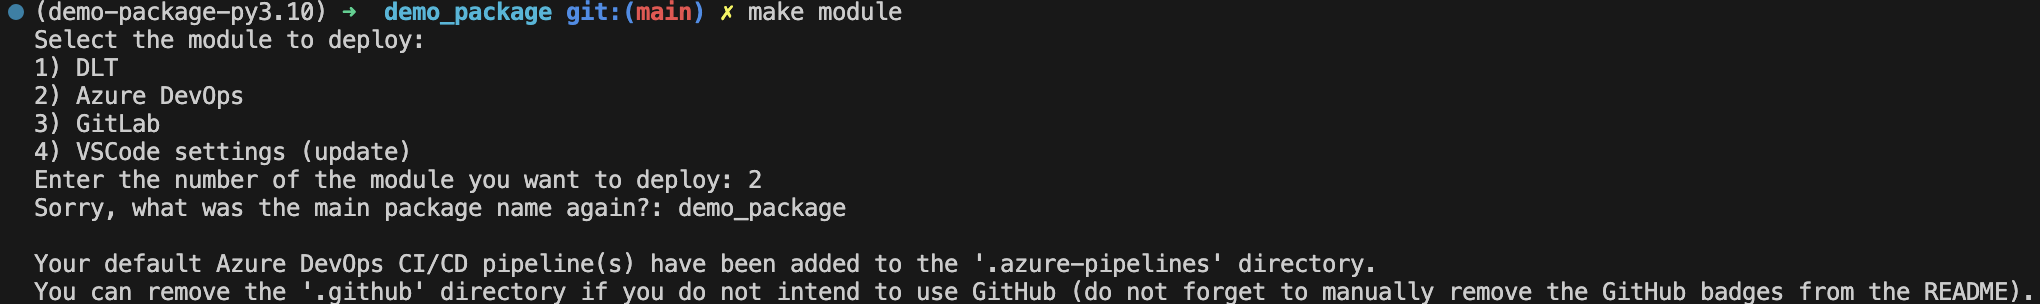 (demo-package-py3.10) → demo_package git:(main) ✗ make module
Select the module to deploy:
1) DLT
2) Azure DevOps
3) GitLab
4) VSCode settings (update)
Enter the number of the module you want to deploy: 2
Sorry, what was the main package name again?: demo_package
Your default Azure DevOps CI/CD pipeline(s) have been added to the '.azure-pipelines' directory.
You can remove the '.github' directory if you do not intend to use GitHub (do not forget to manually remove the GitHub badges from the README).